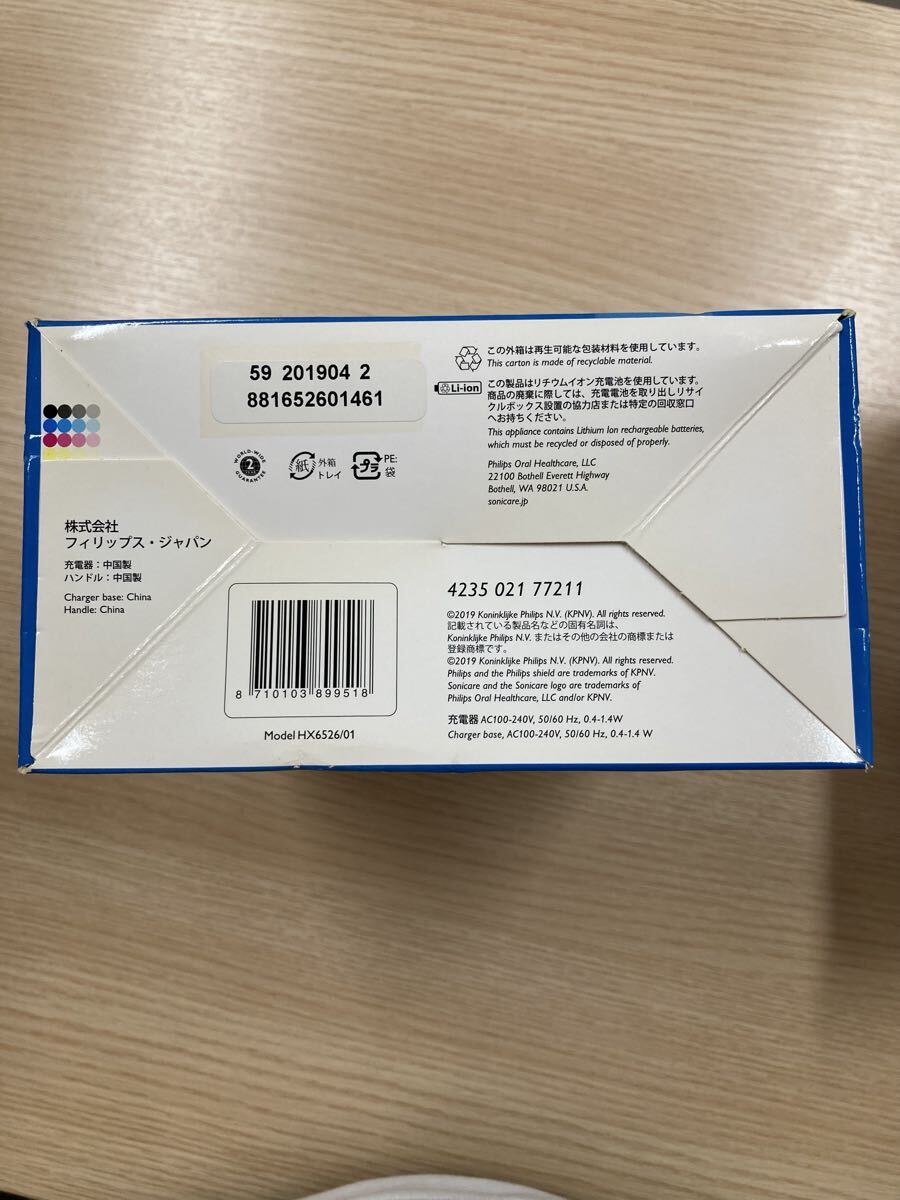 59 201904 2
881652601461
WORLD-WIDE
2
GUARANTEE
紙
外箱
トレイ
プラ
PE:
袋
この外箱は再生可能な包装材料を使用しています。
This carton is made of recyclable material.
Li-ion
この製品はリチウムイオン充電池を使用しています。
商品の廃棄に際しては、充電電池を取り出しリサイ
クルボックス設置の協力店または特定の回収窓口
へお持ちください。
This appliance contains Lithium Ion rechargeable batteries,
which must be recycled or disposed of properly.
Philips Oral Healthcare, LLC
22100 Bothell Everett Highway
Bothell, WA 98021 U.S.A.
sonicare.jp
株式会社
フィリップス・ジャパン
充電器：中国製
ハンドル：中国製
Charger base: China
Handle: China
8 710103 899518
Model HX6526/01
4235 021 77211
©2019 Koninklijke Philips N.V. (KPNV). All rights reserved.
記載されている製品名などの固有名詞は、
Koninklijke Philips N.V. またはその他の会社の商標または
登録商標です。
©2019 Koninklijke Philips N.V. (KPNV). All rights reserved.
Philips and the Philips shield are trademarks of KPNV.
Sonicare and the Sonicare logo are trademarks of
Philips Oral Healthcare, LLC and/or KPNV.
充電器 AC100-240V, 50/60 Hz, 0.4-1.4W
Charger base, AC100-240V, 50/60 Hz, 0.4-1.4 W